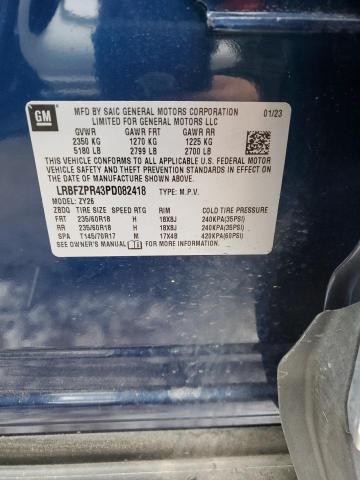 GM
MFD BY SAIC GENERAL MOTORS CORPORATION 01/23
LIMITED FOR GENERAL MOTORS LLC
GVWR GAWR FRT GAWR RR
2350 KG 1270 KG 1225 KG
5180 LB 2799 LB 2700 LB
THIS VEHICLE CONFORMS TO ALL APPLICABLE U.S.
FEDERAL MOTOR VEHICLE SAFETY AND THEFT
PREVENTION STANDARDS IN EFFECT ON THE DATE
OF MANUFACTURE SHOWN ABOVE.
LRBFZPR43PD082418 TYPE: M.P.V.
MODEL: ZY26
ZBDQ TIRE SIZE SPEED RTG RIM COLD TIRE PRESSURE
FRT 235/60R18 H 18X8J 240KPA(35PSI)
RR 235/60R18 H 18X8J 240KPA(35PSI)
SPA T145/70R17 M 17X4B 420KPA(60PSI)
SEE OWNER'S MANUAL FOR MORE INFORMATION.